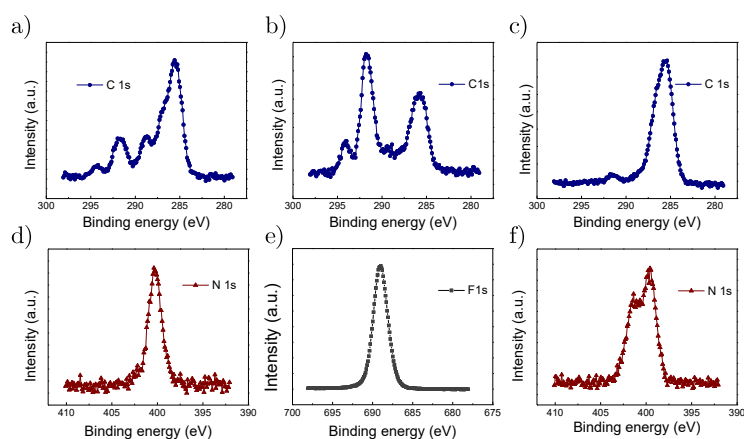 a)
C 1s
Intensity (a.u.)
300 295 290 285 280
Binding energy (eV)
b)
C1s
Intensity (a.u.)
300 295 290 285 280
Binding energy (eV)
c)
C 1s
Intensity (a.u.)
300 295 290 285 280
Binding energy (eV)
d)
N 1s
Intensity (a.u.)
410 405 400 395 390
Binding energy (eV)
e)
F1s
Intensity (a.u.)
700 690 680 675
Binding energy (eV)
f)
N 1s
Intensity (a.u.)
410 405 400 395 390
Binding energy (eV)